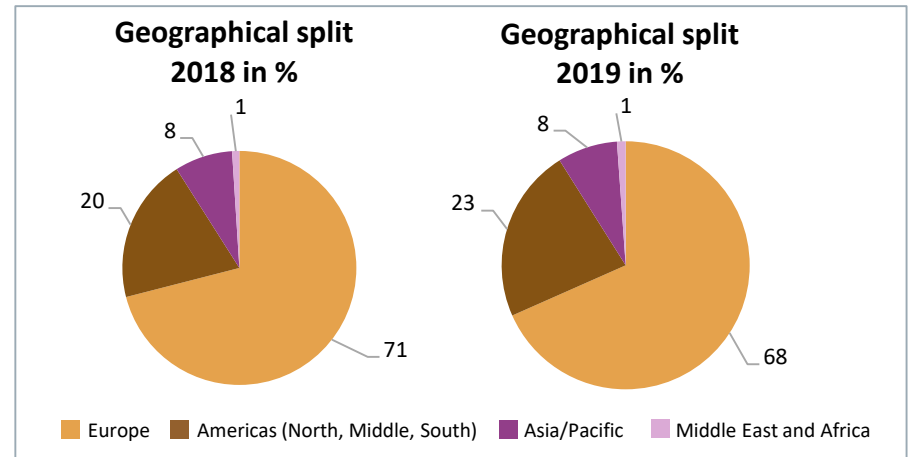 Geographical split
2018 in %
1
8
20
71
Geographical split
2019 in %
1
8
23
68
Europe
Americas (North, Middle, South)
Asia/Pacific
Middle East and Africa